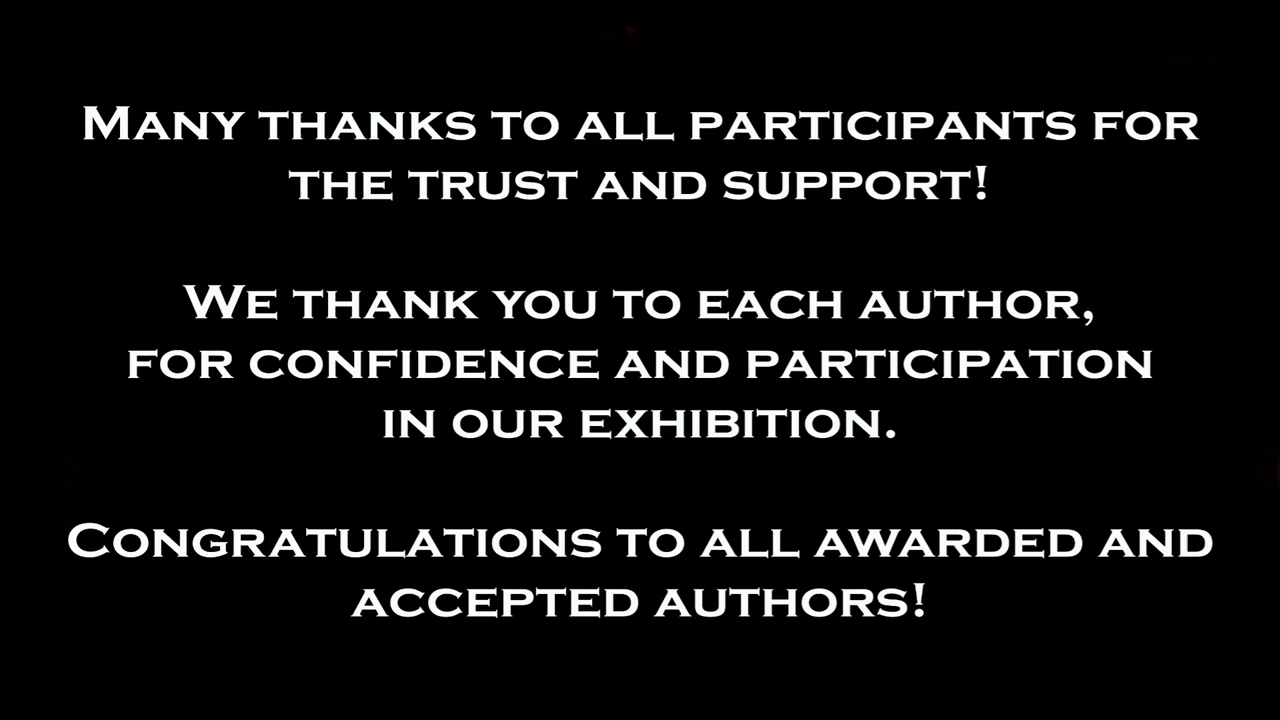 Many thanks to all participants for
the trust and support!
We thank you to each author,
for confidence and participation
in our exhibition.
Congratulations to all awarded and
accepted authors!